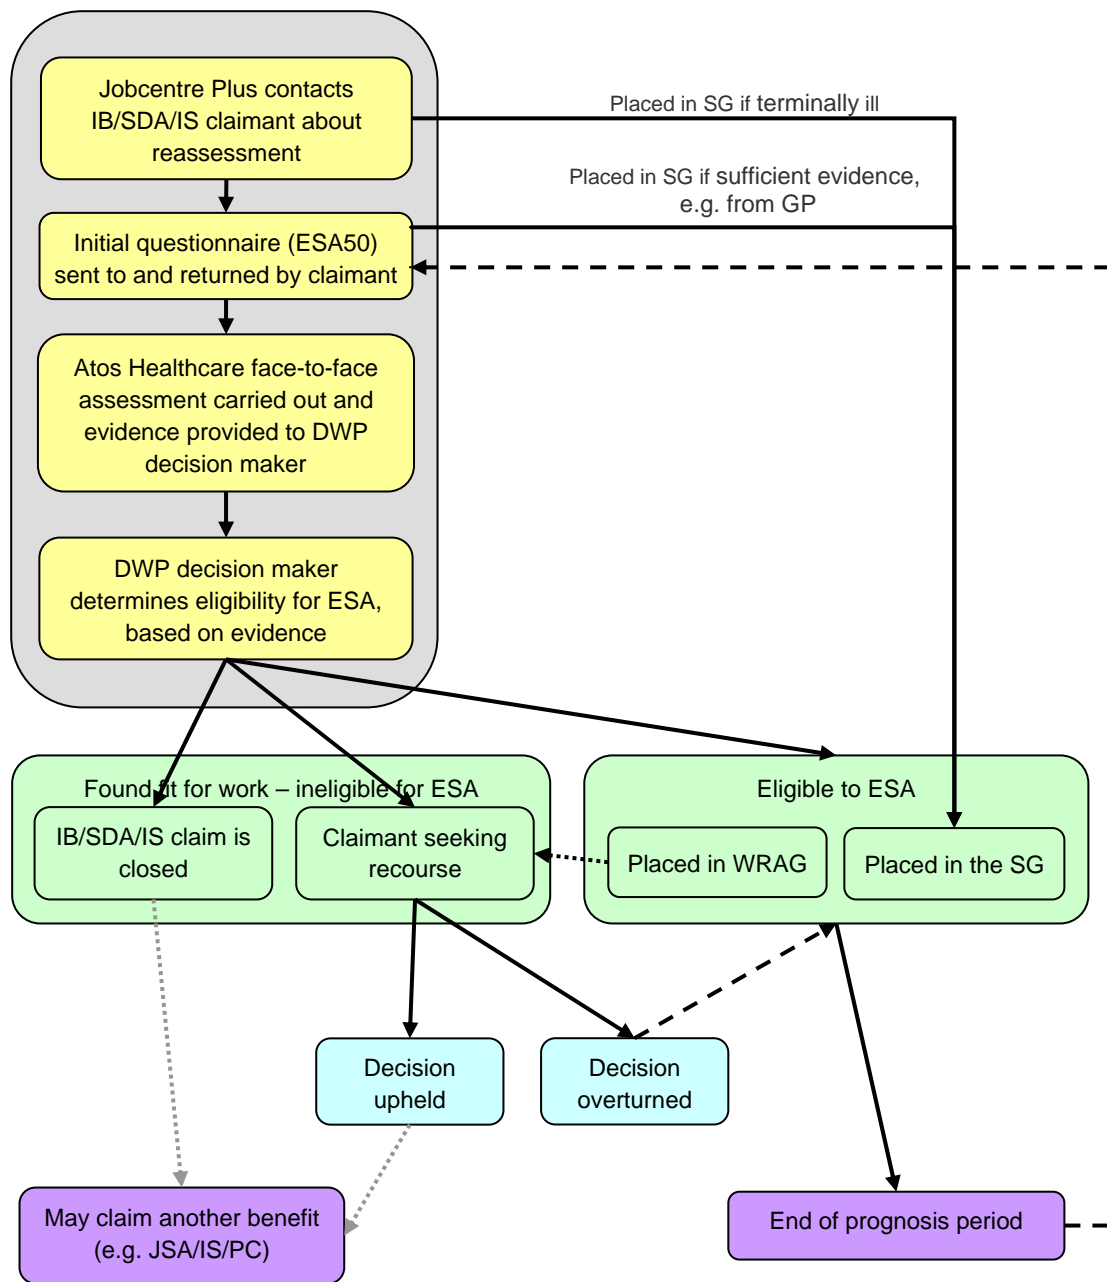 Jobcentre Plus contacts
IB/SDA/IS claimant about
reassessment
Placed in SG if terminally ill
Placed in SG if sufficient evidence,
e.g. from GP
Initial questionnaire (ESA50)
sent to and returned by claimant
Atos Healthcare face-to-face
assessment carried out and
evidence provided to DWP
decision maker
DWP decision maker
determines eligibility for ESA,
based on evidence
Found fit for work – ineligible for ESA
IB/SDA/IS claim is
closed
Claimant seeking
recourse
Eligible to ESA
Placed in WRAG
Placed in the SG
Decision
upheld
Decision
overturned
May claim another benefit
(e.g. JSA/IS/PC)
End of prognosis period